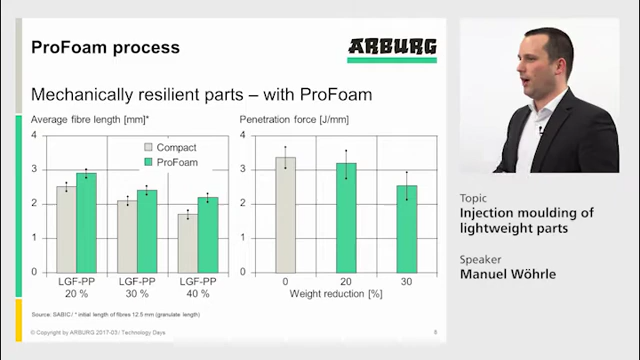 ProFoam process
ARBURG
Mechanically resilient parts – with ProFoam
Average fibre length [mm]*
Penetration force [J/mm]
4
3
2
1
0
Compact
ProFoam
LGF-PP
20 %
LGF-PP
30 %
LGF-PP
40 %
4
3
2
1
0
0
20
30
Weight reduction [%]
Source: SABIC / * initial length of fibres 12.5 mm (granulate length)
© Copyright by ARBURG 2017-03 / Technology Days
8
Topic
Injection moulding of
lightweight parts
Speaker
Manuel Wöhrle